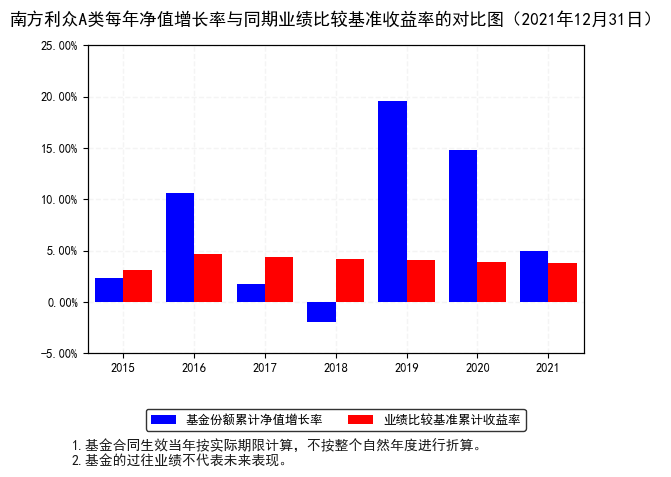 南方利众A类每年净值增长率与同期业绩比较基准收益率的对比图（2021年12月31日）
25.00%
20.00%
15.00%
10.00%
5.00%
0.00%
-5.00%
2015 2016 2017 2018 2019 2020 2021
基金份额累计净值增长率 业绩比较基准累计收益率
1.基金合同生效当年按实际期限计算，不按整个自然年度进行折算。
2.基金的过往业绩不代表未来表现。